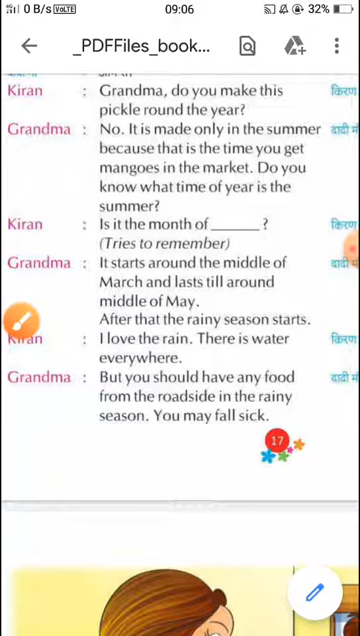 0 B/s VoLTE 09:06 32%
_PDFFiles_book...
Kiran : Grandma, do you make this किरण
pickle round the year?
Grandma : No. It is made only in the summer दादी म
because that is the time you get
mangoes in the market. Do you
know what time of year is the
summer?
Kiran : Is it the month of ______ ? किरण
(Tries to remember)
Grandma : It starts around the middle of दादी म
March and lasts till around
middle of May.
After that the rainy season starts.
Kiran : I love the rain. There is water किरण
everywhere.
Grandma : But you should have any food दादी म
from the roadside in the rainy
season. You may fall sick.
17